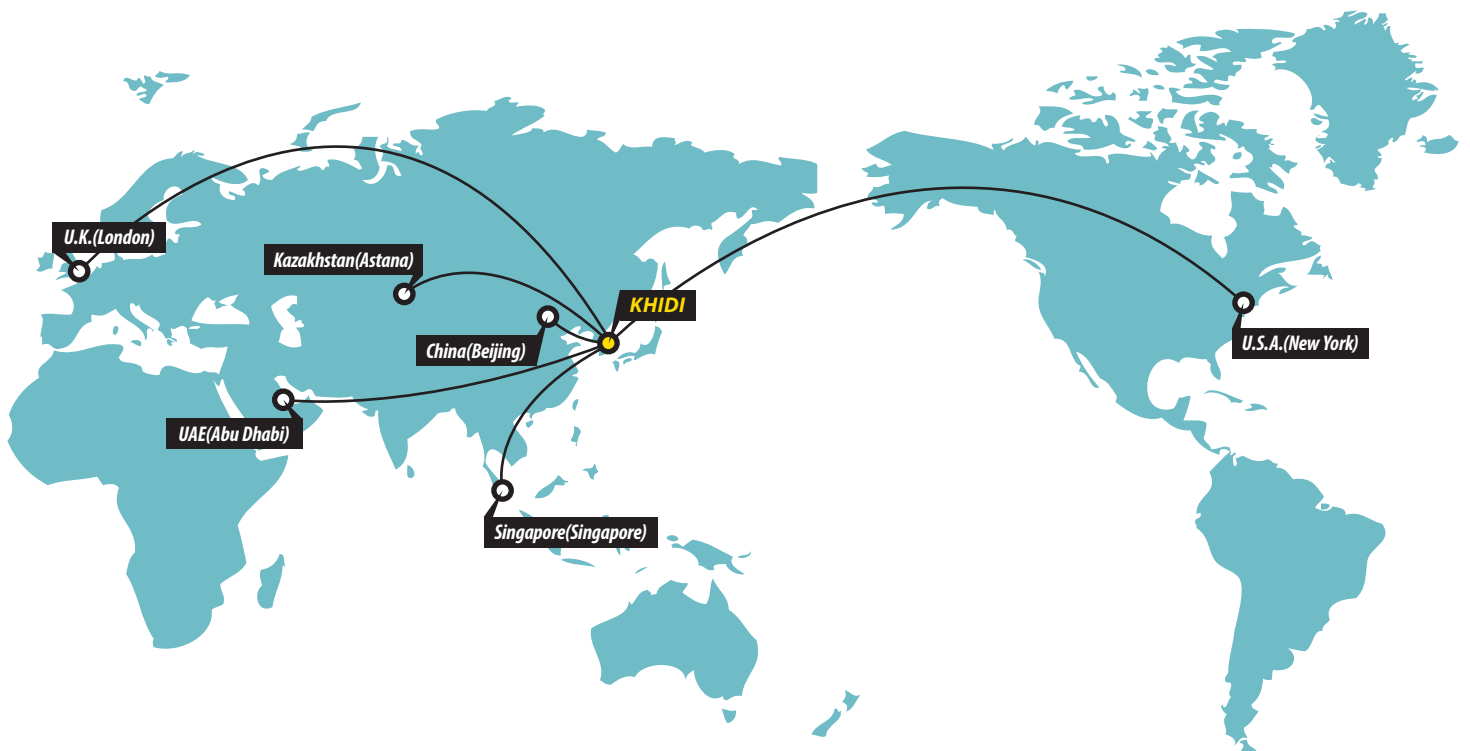 U.K.(London)
Kazakhstan(Astana)
KHIDI
China(Beijing)
U.S.A.(New York)
UAE(Abu Dhabi)
Singapore(Singapore)